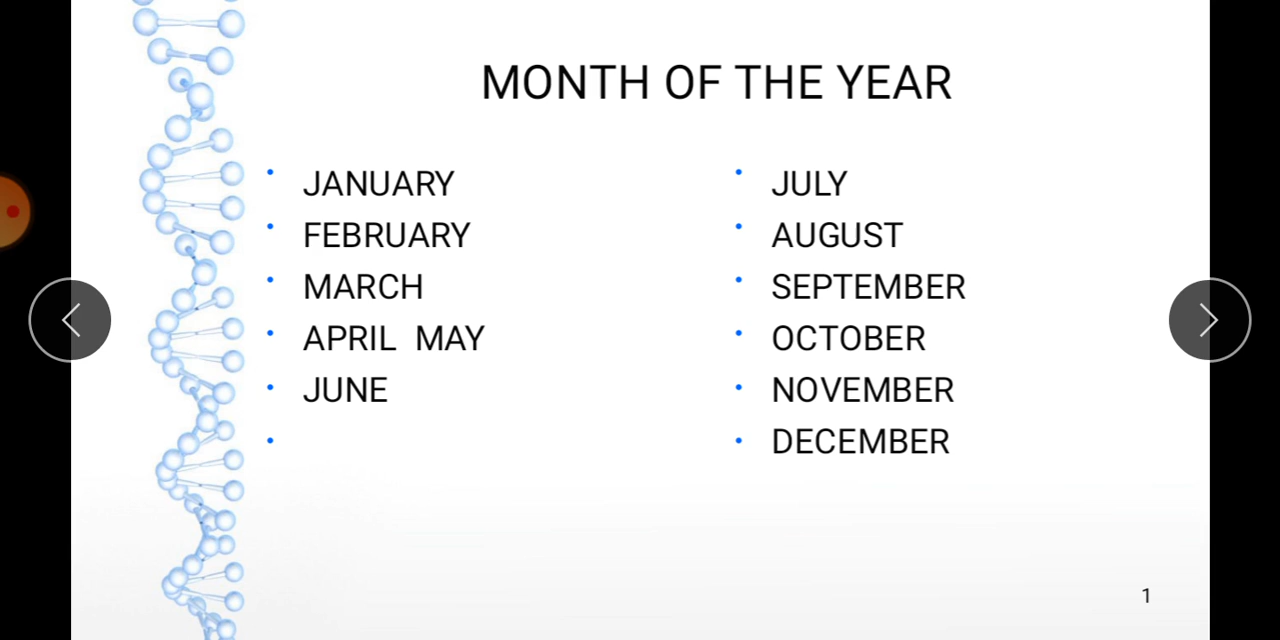 MONTH OF THE YEAR
JANUARY
FEBRUARY
MARCH
APRIL  MAY
JUNE
JULY
AUGUST
SEPTEMBER
OCTOBER
NOVEMBER
DECEMBER
1